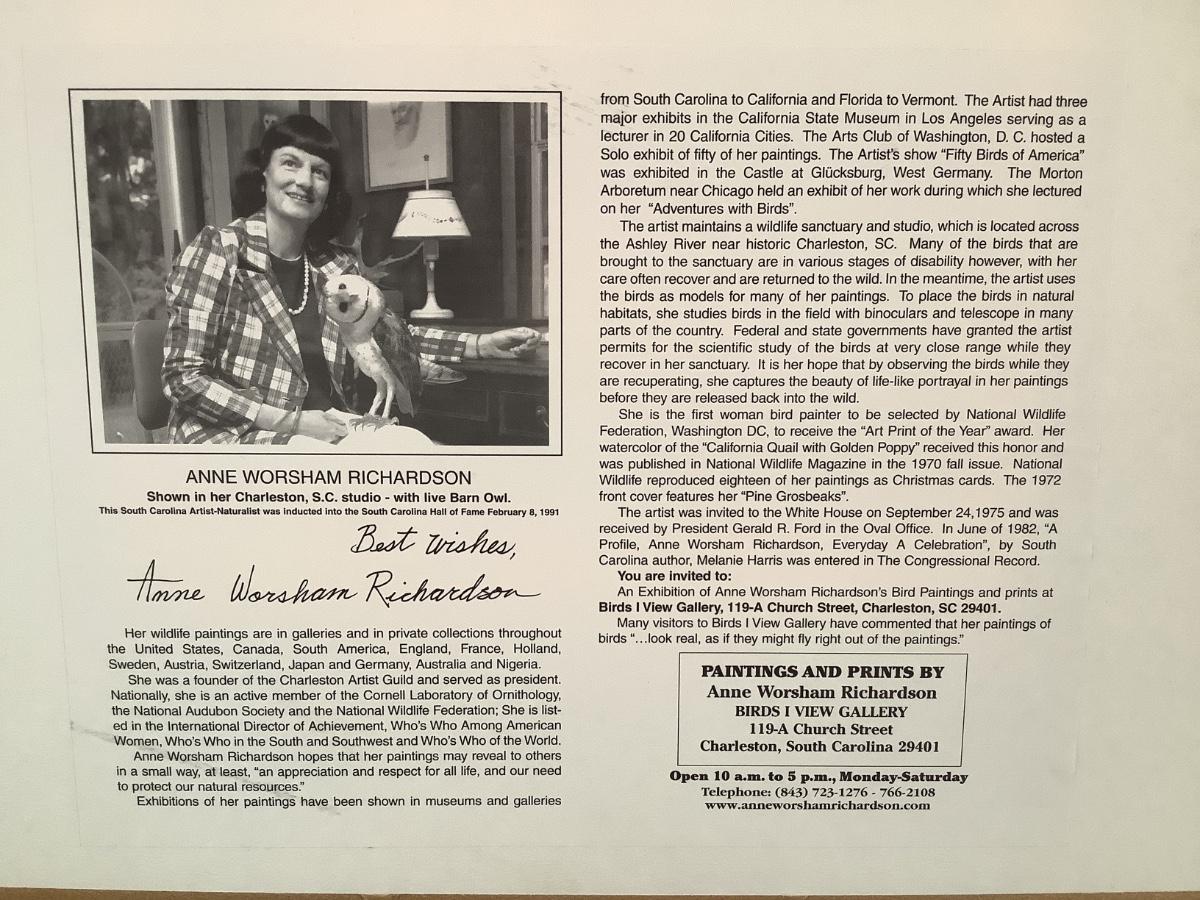 ANNE WORSHAM RICHARDSON
Shown in her Charleston, S.C. studio - with live Barn Owl.
This South Carolina Artist-Naturalist was inducted into the South Carolina Hall of Fame February 8, 1991
Best wishes,
Anne Worsham Richardson
Her wildlife paintings are in galleries and in private collections throughout
the United States, Canada, South America, England, France, Holland,
Sweden, Austria, Switzerland, Japan and Germany, Australia and Nigeria.
She was a founder of the Charleston Artist Guild and served as president.
Nationally, she is an active member of the Cornell Laboratory of Ornithology,
the National Audubon Society and the National Wildlife Federation; She is list-
ed in the International Director of Achievement, Who's Who Among American
Women, Who's Who in the South and Southwest and Who's Who of the World.
Anne Worsham Richardson hopes that her paintings may reveal to others
in a small way, at least, "an appreciation and respect for all life, and our need
to protect our natural resources."
Exhibitions of her paintings have been shown in museums and galleries
from South Carolina to California and Florida to Vermont. The Artist had three
major exhibits in the California State Museum in Los Angeles serving as a
lecturer in 20 California Cities. The Arts Club of Washington, D. C. hosted a
Solo exhibit of fifty of her paintings. The Artist's show "Fifty Birds of America"
was exhibited in the Castle at Glücksburg, West Germany. The Morton
Arboretum near Chicago held an exhibit of her work during which she lectured
on her "Adventures with Birds".
The artist maintains a wildlife sanctuary and studio, which is located across
the Ashley River near historic Charleston, SC. Many of the birds that are
brought to the sanctuary are in various stages of disability however, with her
care often recover and are returned to the wild. In the meantime, the artist uses
the birds as models for many of her paintings. To place the birds in natural
habitats, she studies birds in the field with binoculars and telescope in many
parts of the country. Federal and state governments have granted the artist
permits for the scientific study of the birds at very close range while they
recover in her sanctuary. It is her hope that by observing the birds while they
are recuperating, she captures the beauty of life-like portrayal in her paintings
before they are released back into the wild.
She is the first woman bird painter to be selected by National Wildlife
Federation, Washington DC, to receive the "Art Print of the Year" award. Her
watercolor of the "California Quail with Golden Poppy" received this honor and
was published in National Wildlife Magazine in the 1970 fall issue. National
Wildlife reproduced eighteen of her paintings as Christmas cards. The 1972
front cover features her "Pine Grosbeaks".
The artist was invited to the White House on September 24,1975 and was
received by President Gerald R. Ford in the Oval Office. In June of 1982, "A
Profile, Anne Worsham Richardson, Everyday A Celebration", by South
Carolina author, Melanie Harris was entered in The Congressional Record.
You are invited to:
An Exhibition of Anne Worsham Richardson's Bird Paintings and prints at
Birds I View Gallery, 119-A Church Street, Charleston, SC 29401.
Many visitors to Birds I View Gallery have commented that her paintings of
birds "...look real, as if they might fly right out of the paintings."
PAINTINGS AND PRINTS BY
Anne Worsham Richardson
BIRDS I VIEW GALLERY
119-A Church Street
Charleston, South Carolina 29401
Open 10 a.m. to 5 p.m., Monday-Saturday
Telephone: (843) 723-1276 - 766-2108
www.anneworshamrichardson.com